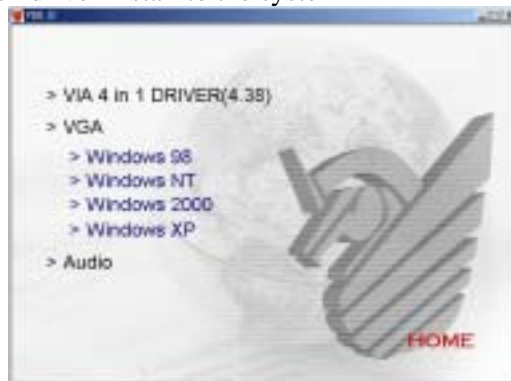 > VIA 4 in 1 DRIVER(4.38)
> VGA
> Windows 98
> Windows NT
> Windows 2000
> Windows XP
> Audio
HOME